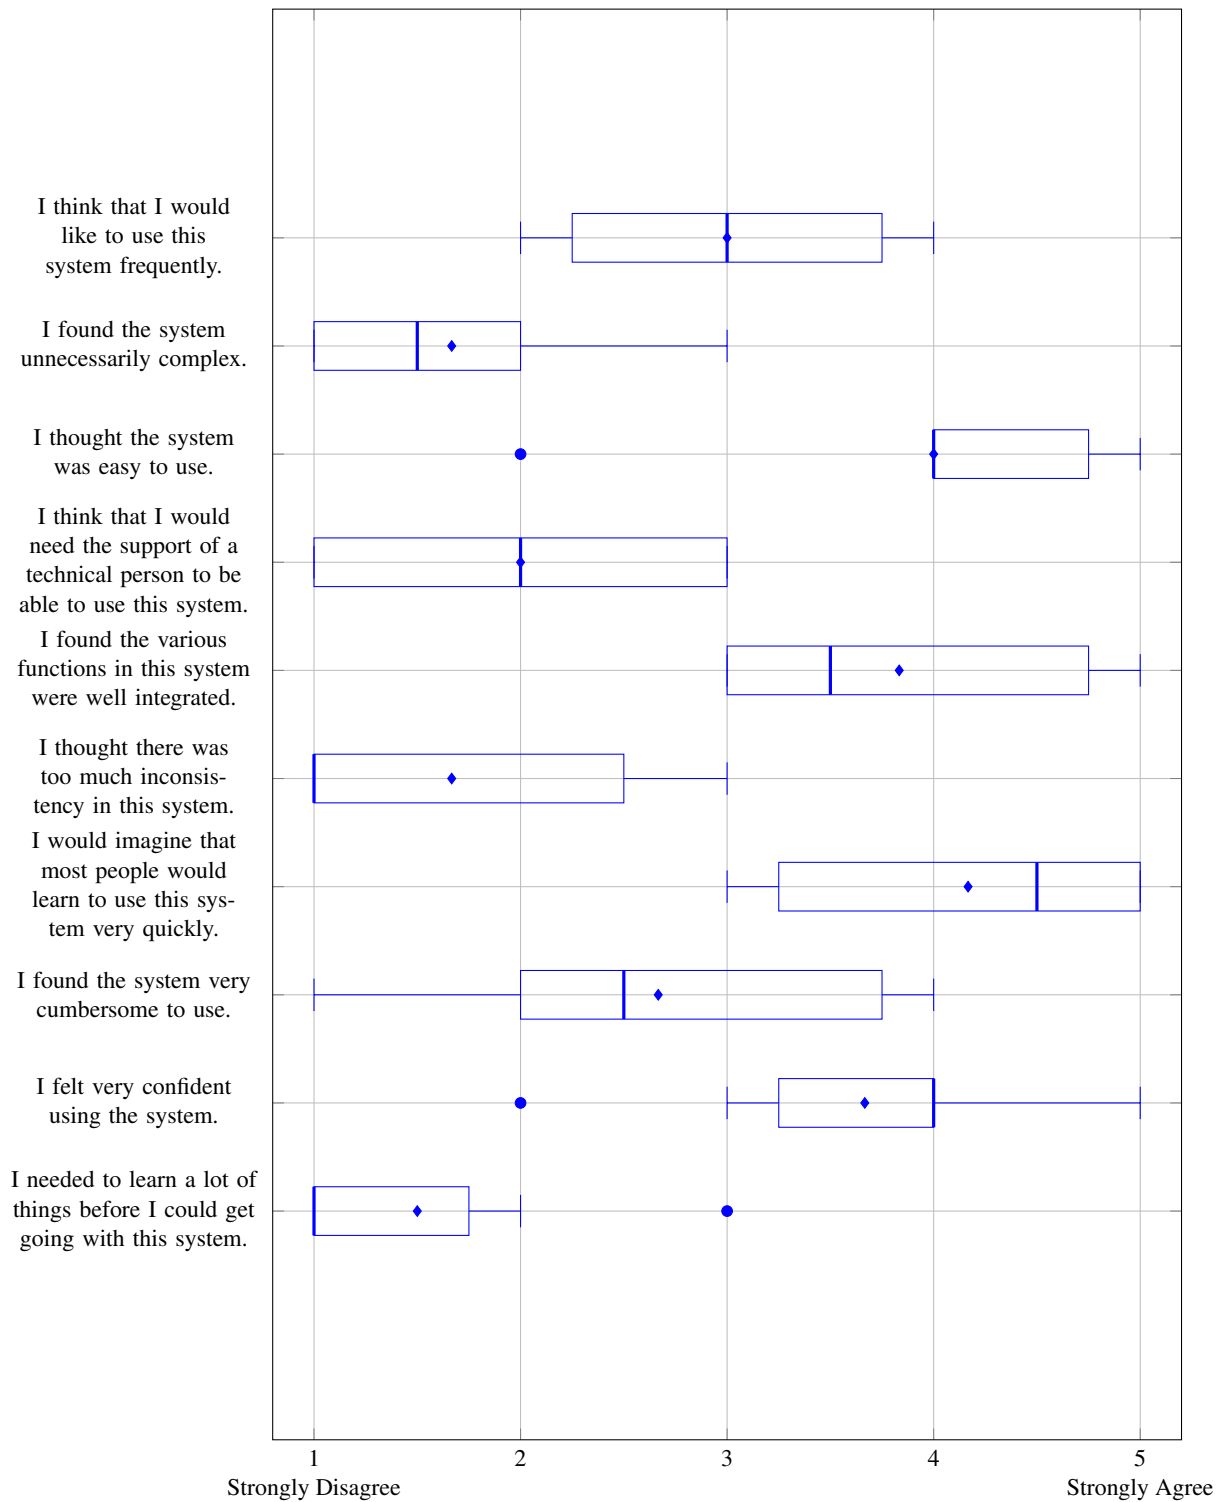 I think that I would
like to use this
system frequently.
I found the system
unnecessarily complex.
I thought the system
was easy to use.
I think that I would
need the support of a
technical person to be
able to use this system.
I found the various
functions in this system
were well integrated.
I thought there was
too much inconsis-
tency in this system.
I would imagine that
most people would
learn to use this sys-
tem very quickly.
I found the system very
cumbersome to use.
I felt very confident
using the system.
I needed to learn a lot of
things before I could get
going with this system.
1 2 3 4 5
Strongly Disagree Strongly Agree